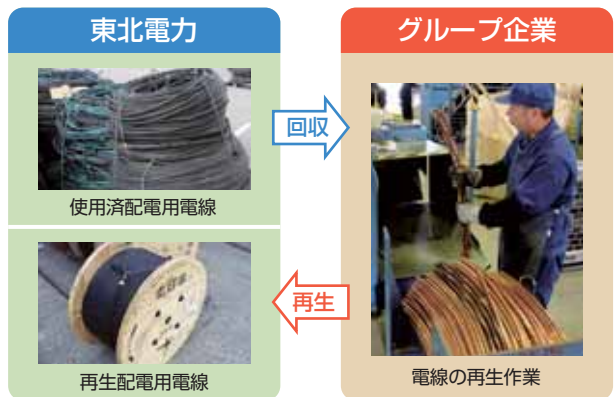 東北電力
グループ企業
回収
使用済配電用電線
再生
再生配電用電線
電線の再生作業